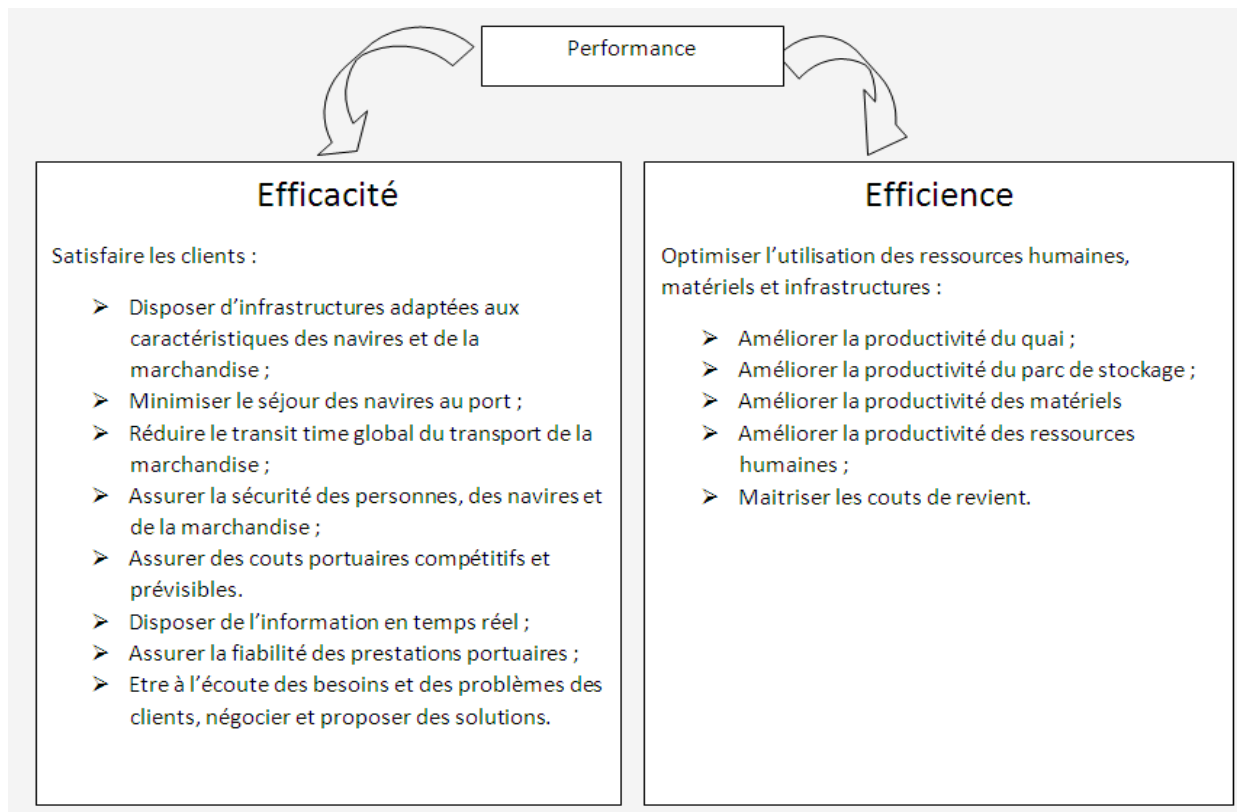 Performance
Efficacité
Satisfaire les clients :
➢ Disposer d'infrastructures adaptées aux
caractéristiques des navires et de la
marchandise ;
➢ Minimiser le séjour des navires au port ;
➢ Réduire le transit time global du transport de la
marchandise ;
➢ Assurer la sécurité des personnes, des navires et
de la marchandise ;
➢ Assurer des couts portuaires compétitifs et
prévisibles.
➢ Disposer de l'information en temps réel ;
➢ Assurer la fiabilité des prestations portuaires ;
➢ Etre à l'écoute des besoins et des problèmes des
clients, négocier et proposer des solutions.
Efficience
Optimiser l'utilisation des ressources humaines,
matériels et infrastructures :
➢ Améliorer la productivité du quai ;
➢ Améliorer la productivité du parc de stockage ;
➢ Améliorer la productivité des matériels
➢ Améliorer la productivité des ressources
humaines ;
➢ Maitriser les couts de revient.